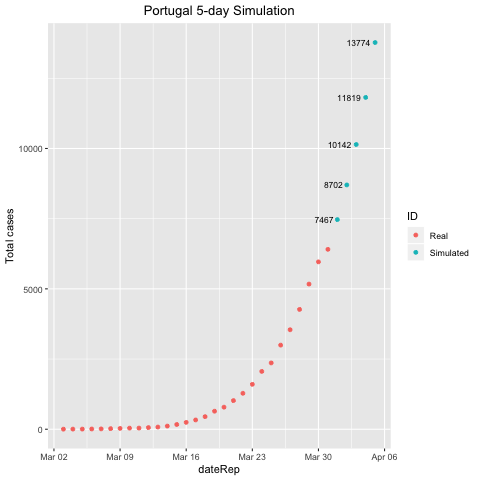 Portugal 5-day Simulation
Total cases
10000
5000
0
13774
11819
10142
8702
7467
ID
Real
Simulated
Mar 02 Mar 09 Mar 16 Mar 23 Mar 30 Apr 06
dateRep